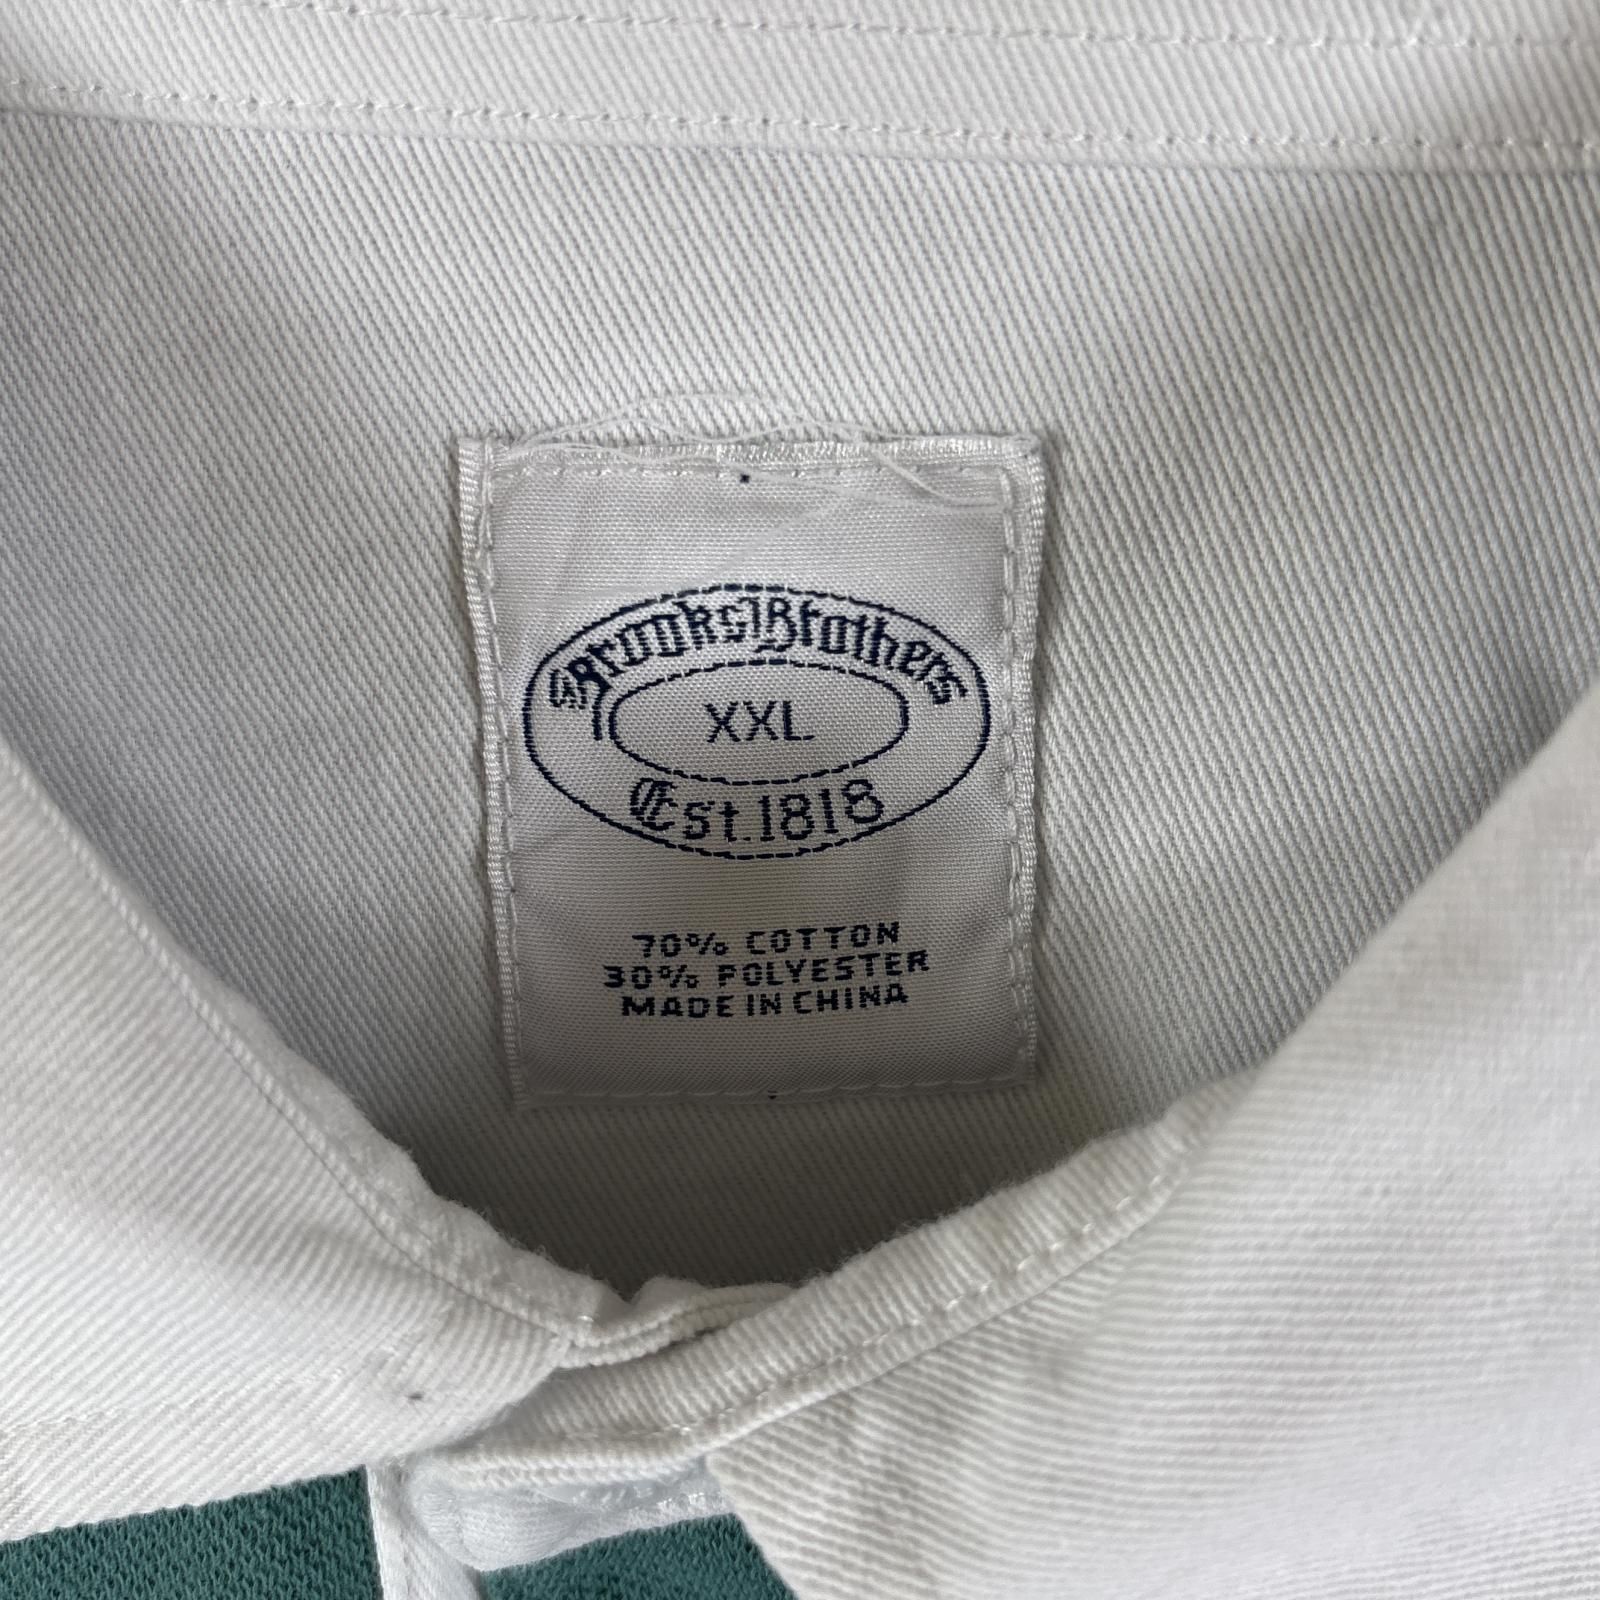 Brooks Brothers
XXL
Est. 1818
70% COTTON
30% POLYESTER
MADE IN CHINA